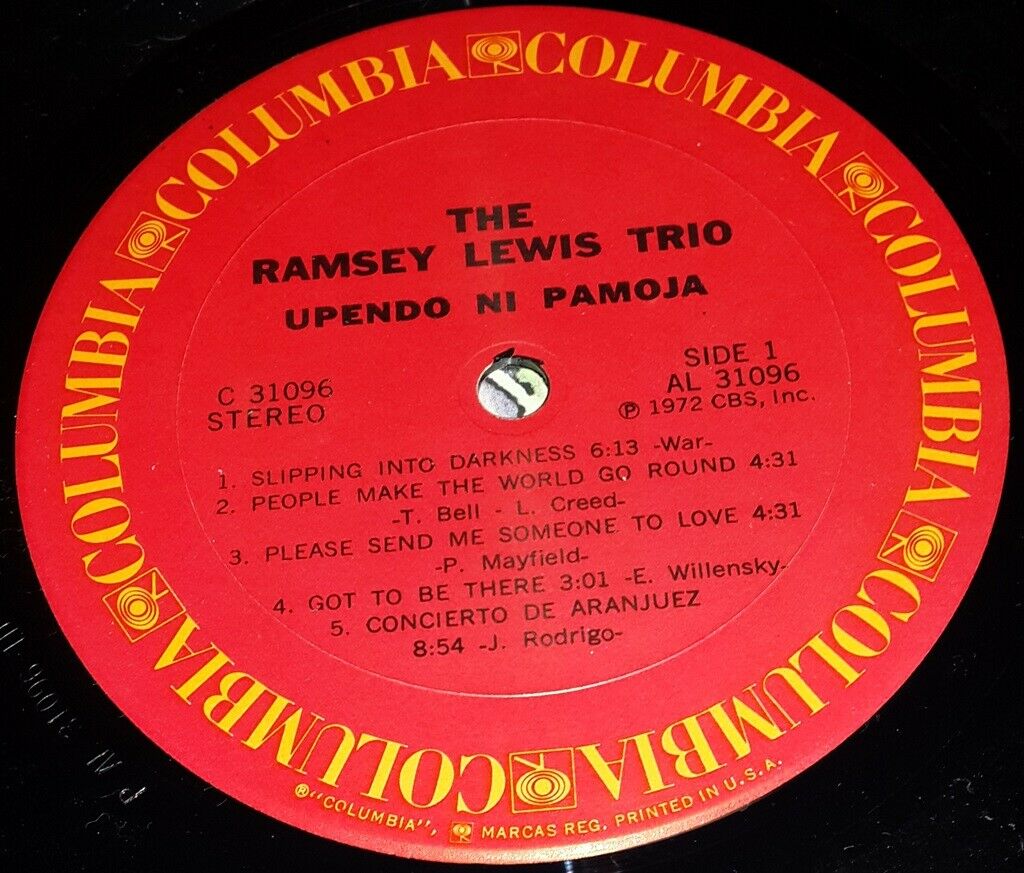 COLUMBIA COLUMBIA COLUMBIA COLUMBIA COLUMBIA COLUMBIA COLUMBIA COLUMBIA
THE
RAMSEY LEWIS TRIO
UPENDO NI PAMOJA
C 31096
STEREO
SIDE 1
AL 31096
Ⓟ 1972 CBS, Inc.
1. SLIPPING INTO DARKNESS 6:13 -War-
2. PEOPLE MAKE THE WORLD GO ROUND 4:31
-T. Bell - L. Creed-
3. PLEASE SEND ME SOMEONE TO LOVE 4:31
-P. Mayfield-
4. GOT TO BE THERE 3:01 -E. Willensky-
5. CONCIERTO DE ARANJUEZ
8:54 -J. Rodrigo-
®"COLUMBIA", MARCAS REG. PRINTED IN U.S.A.